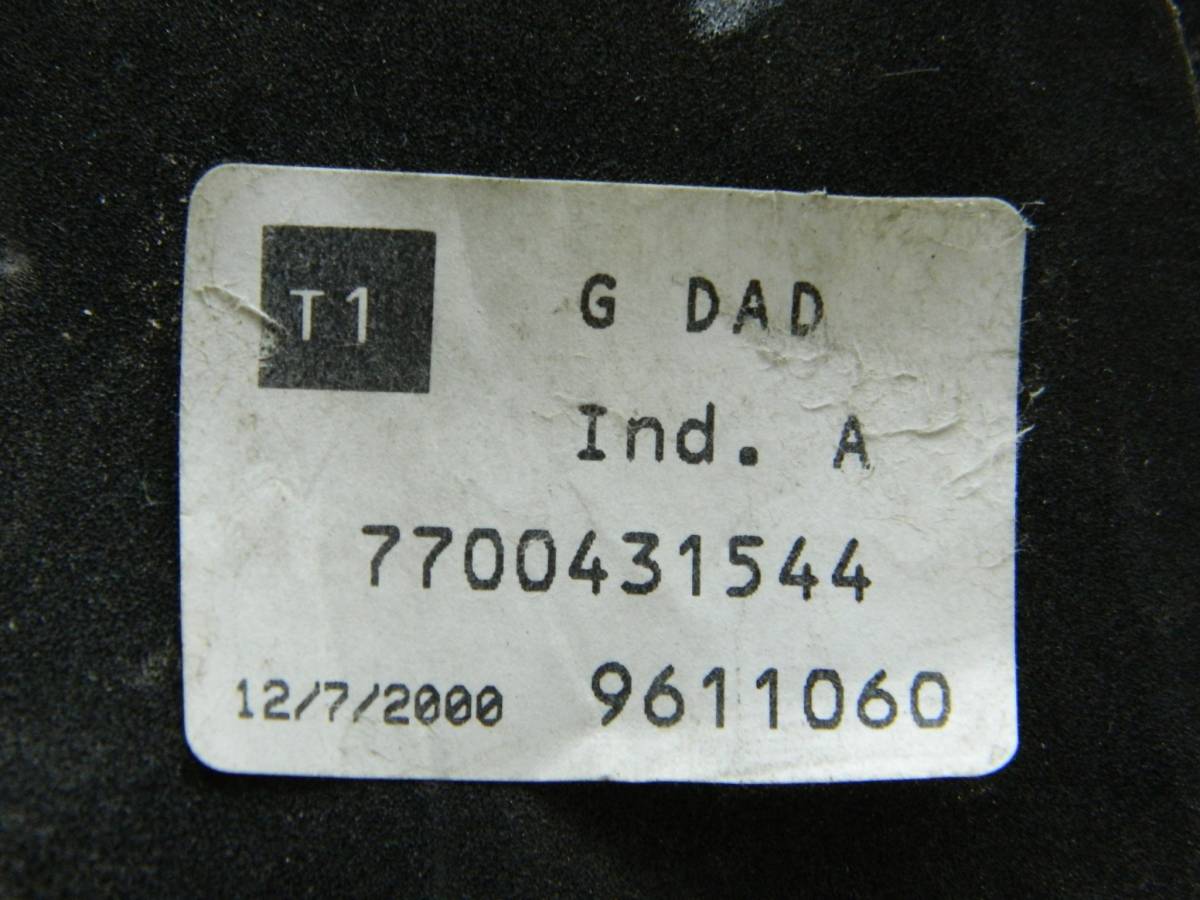 T1
G DAD
Ind. A
7700431544
12/7/2000 9611060